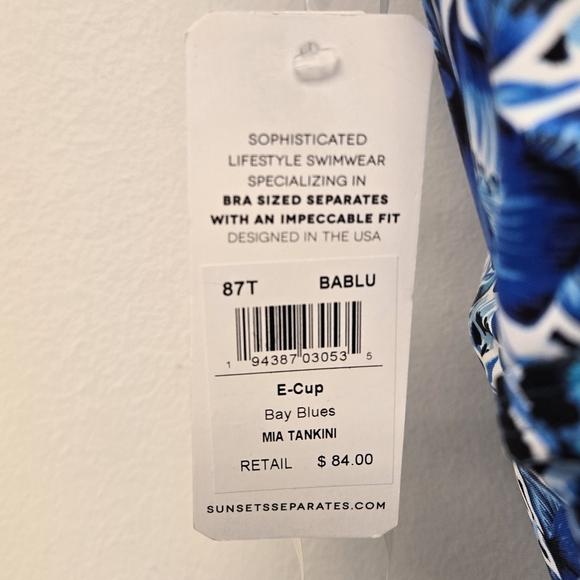 SOPHISTICATED
LIFESTYLE SWIMWEAR
SPECIALIZING IN
BRA SIZED SEPARATES
WITH AN IMPECCABLE FIT
DESIGNED IN THE USA
87T BABLU
1 94387 03053 5
E-Cup
Bay Blues
MIA TANKINI
RETAIL $ 84.00
SUNSETSSEPARATES.COM